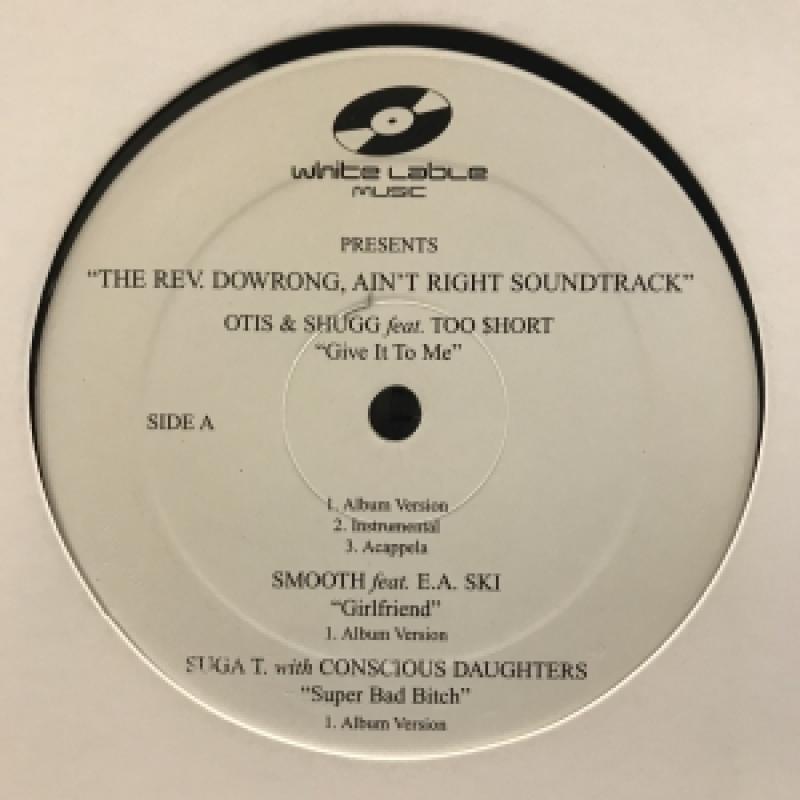 White Lable
music
PRESENTS
"THE REV. DOWRONG, AIN'T RIGHT SOUNDTRACK"
OTIS & SHUGG feat. TOO $HORT
"Give It To Me"
SIDE A
1. Album Version
2. Instrumental
3. Acappela
SMOOTH feat. E.A. SKI
"Girlfriend"
1. Album Version
SUGA T. with CONSCIOUS DAUGHTERS
"Super Bad Bitch"
1. Album Version